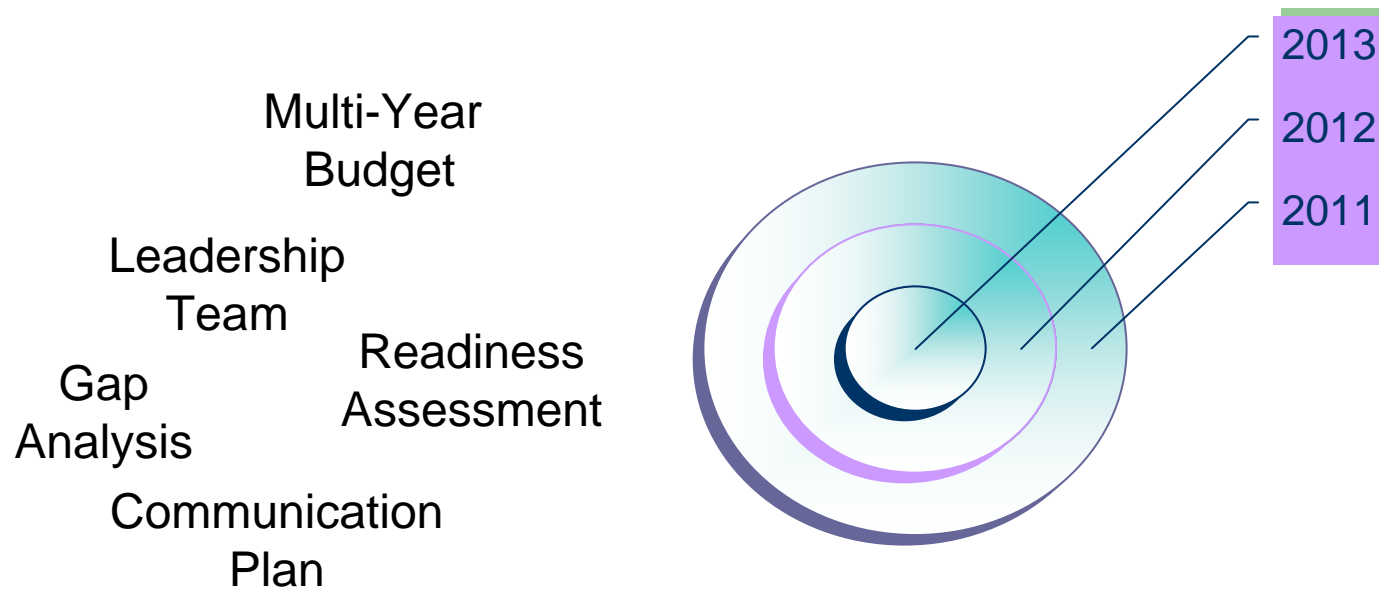 Multi-Year
Budget
Leadership
Team
Readiness
Assessment
Gap
Analysis
Communication
Plan
2013
2012
2011